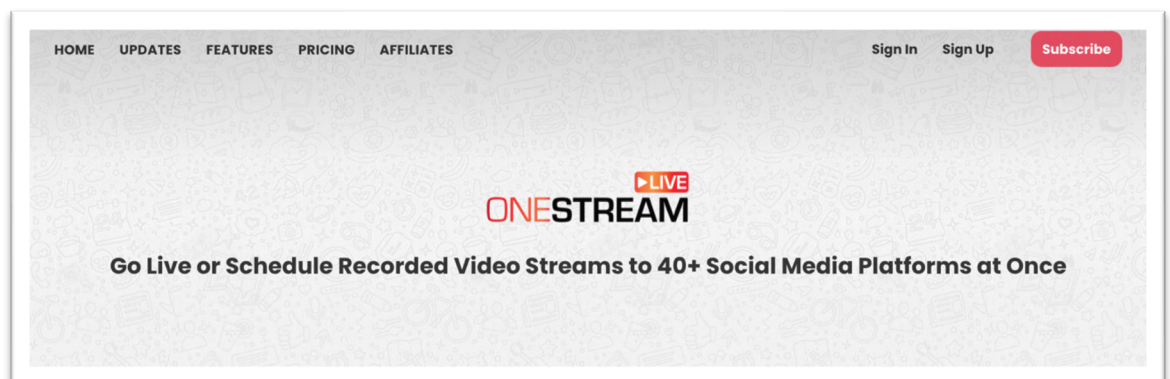 HOME UPDATES FEATURES PRICING AFFILIATES Sign In Sign Up Subscribe
LIVE
ONESTREAM
Go Live or Schedule Recorded Video Streams to 40+ Social Media Platforms at Once